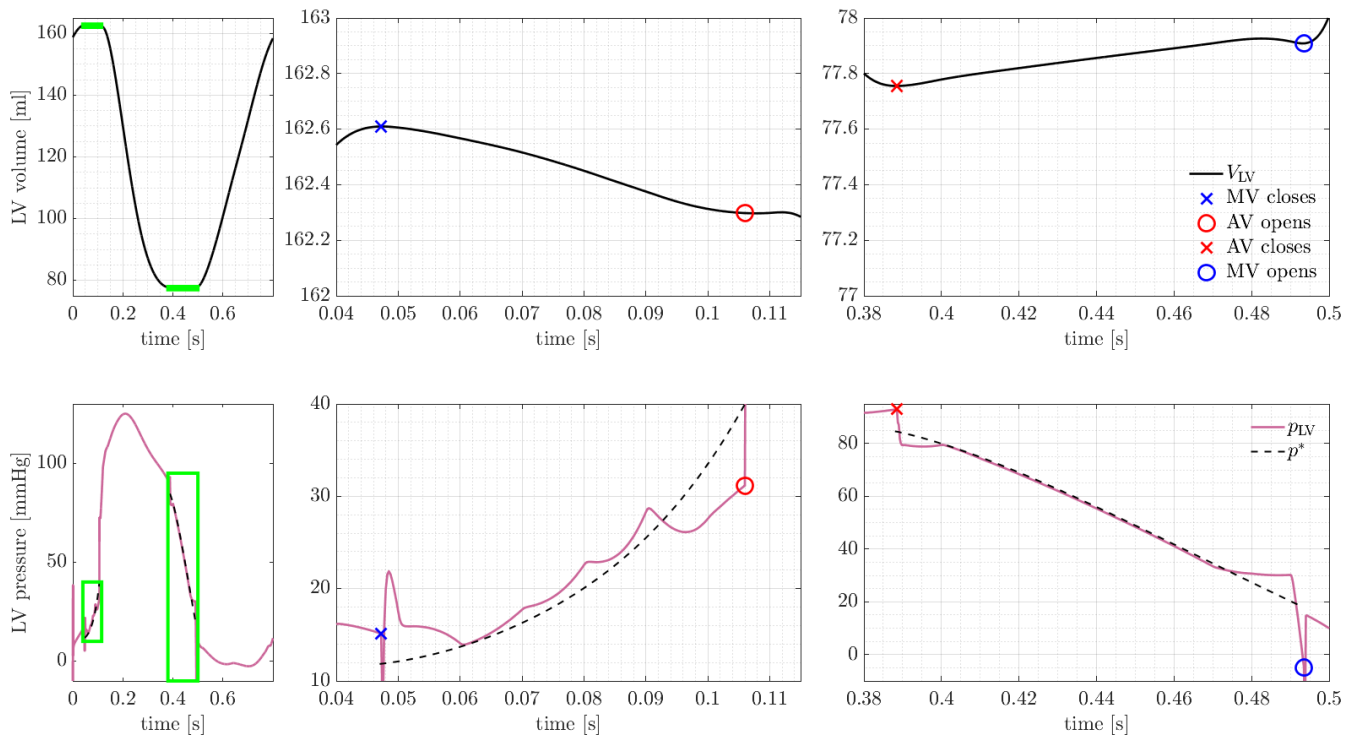 LV volume [ml]
160
140
120
100
80
0 0.2 0.4 0.6
time [s]
163
162.8
162.6
162.4
162.2
162
0.04 0.05 0.06 0.07 0.08 0.09 0.1 0.11
time [s]
78
77.8
77.6
77.4
77.2
77
0.38 0.4 0.42 0.44 0.46 0.48 0.5
time [s]
V_LV
MV closes
AV opens
AV closes
MV opens
LV pressure [mmHg]
100
50
0
0 0.2 0.4 0.6
time [s]
40
30
20
10
0.04 0.05 0.06 0.07 0.08 0.09 0.1 0.11
time [s]
80
60
40
20
0
0.38 0.4 0.42 0.44 0.46 0.48 0.5
time [s]
p_LV
p*